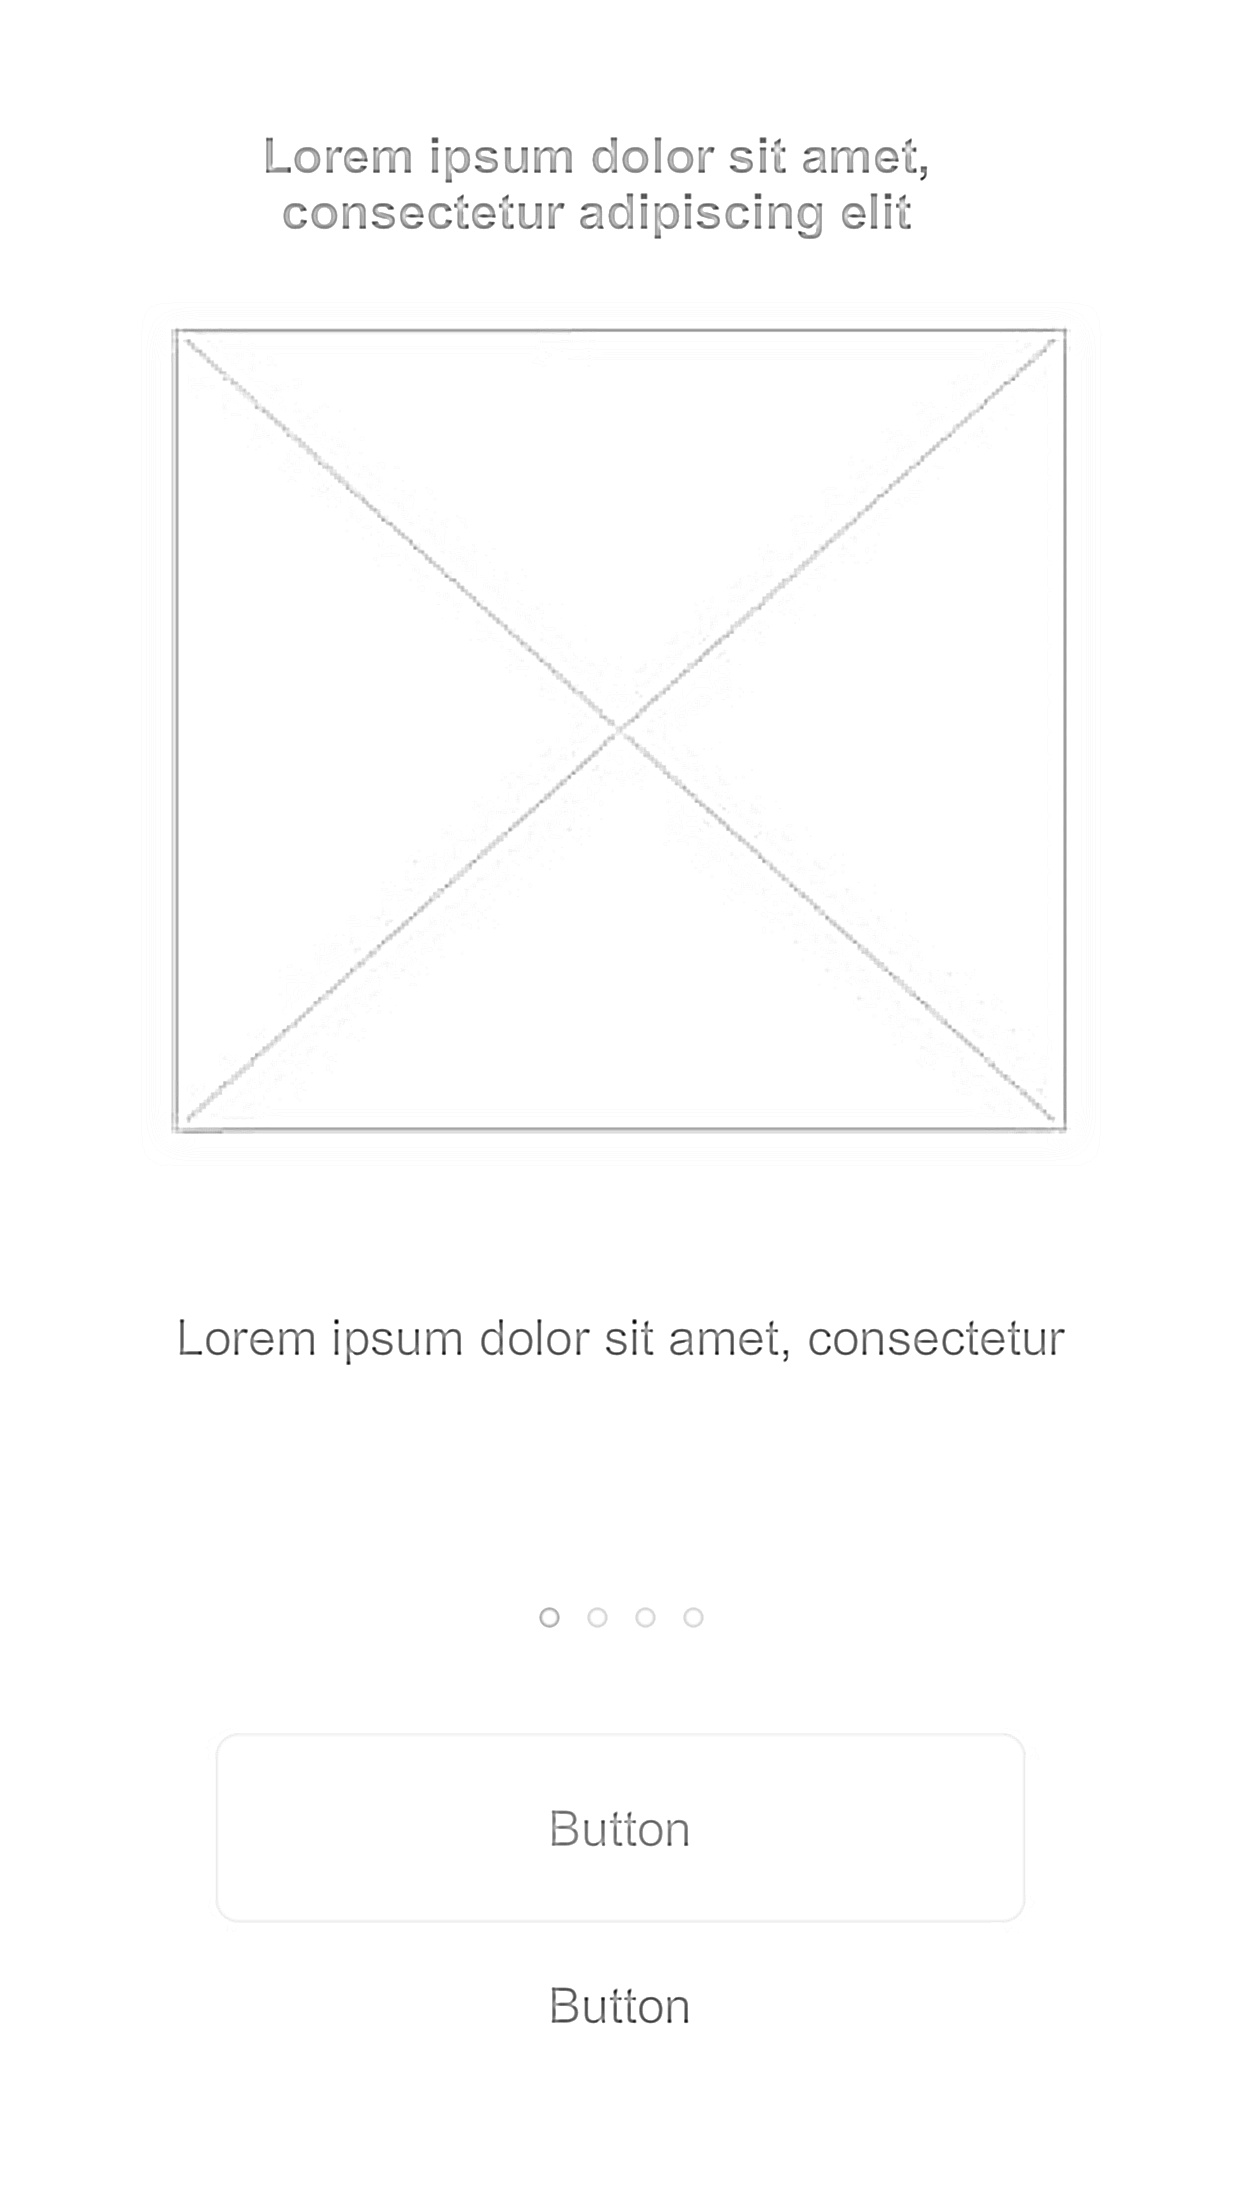 Lorem ipsum dolor sit amet,
consectetur adipiscing elit
Lorem ipsum dolor sit amet, consectetur
Button
Button